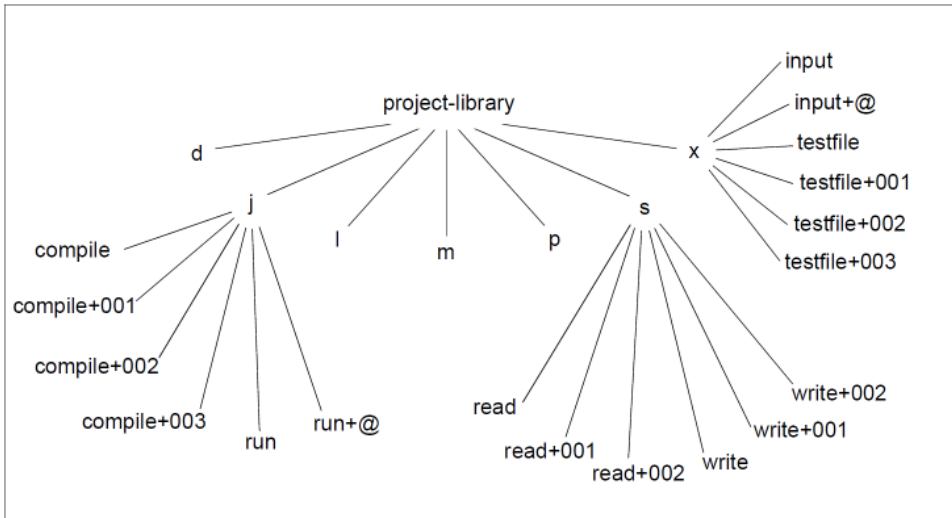 project-library
d
j
l
m
p
s
x
compile
compile+001
compile+002
compile+003
run
run+@
read
read+001
read+002
write
write+001
write+002
input
input+@
testfile
testfile+001
testfile+002
testfile+003